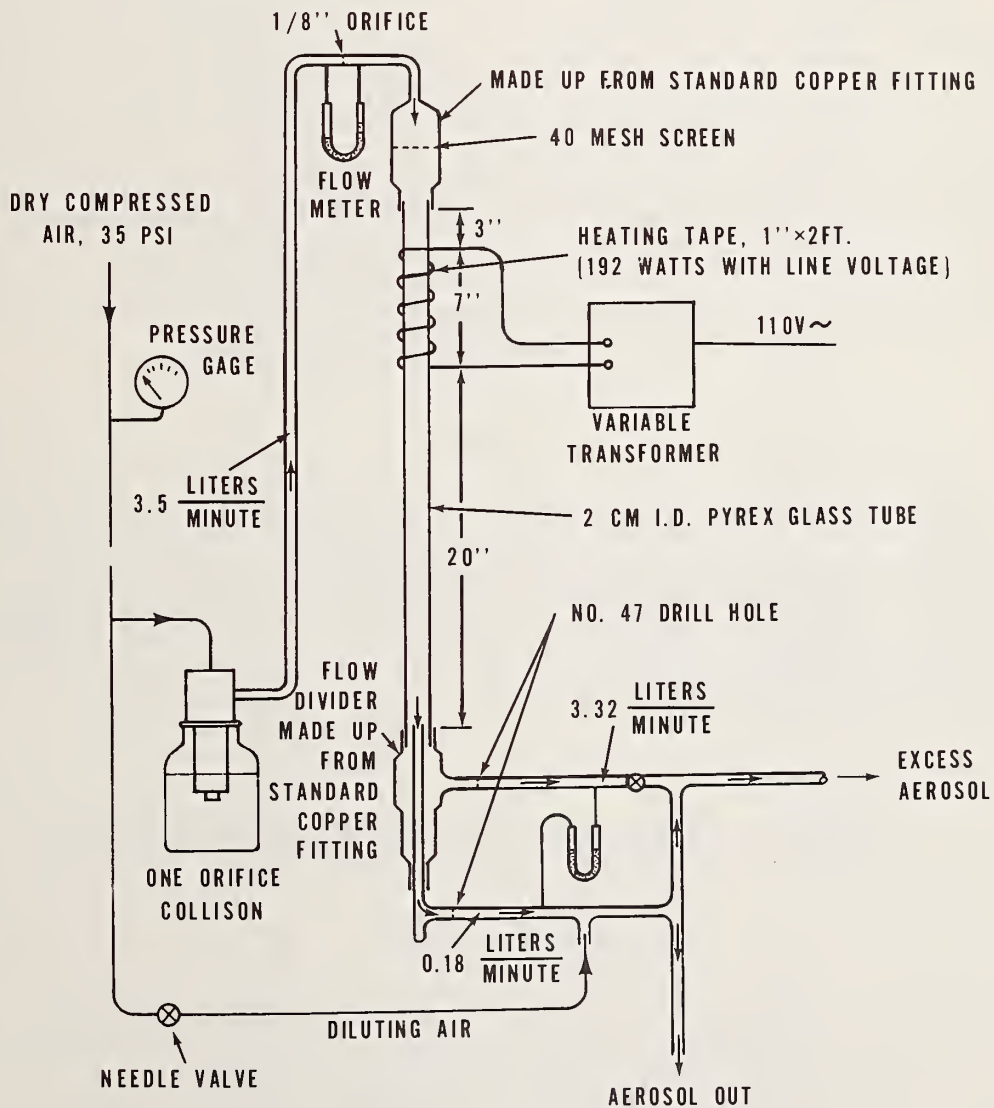 1/8'' ORIFICE
MADE UP FROM STANDARD COPPER FITTING
40 MESH SCREEN
FLOW
METER
DRY COMPRESSED
AIR, 35 PSI
3''
HEATING TAPE, 1''×2FT.
(192 WATTS WITH LINE VOLTAGE)
7''
110V~
PRESSURE
GAGE
VARIABLE
TRANSFORMER
3.5 LITERS
MINUTE
2 CM I.D. PYREX GLASS TUBE
20''
NO. 47 DRILL HOLE
FLOW
DIVIDER
MADE UP
FROM
STANDARD
COPPER
FITTING
3.32 LITERS
MINUTE
EXCESS
AEROSOL
ONE ORIFICE
COLLISON
0.18 LITERS
MINUTE
DILUTING AIR
NEEDLE VALVE
AEROSOL OUT